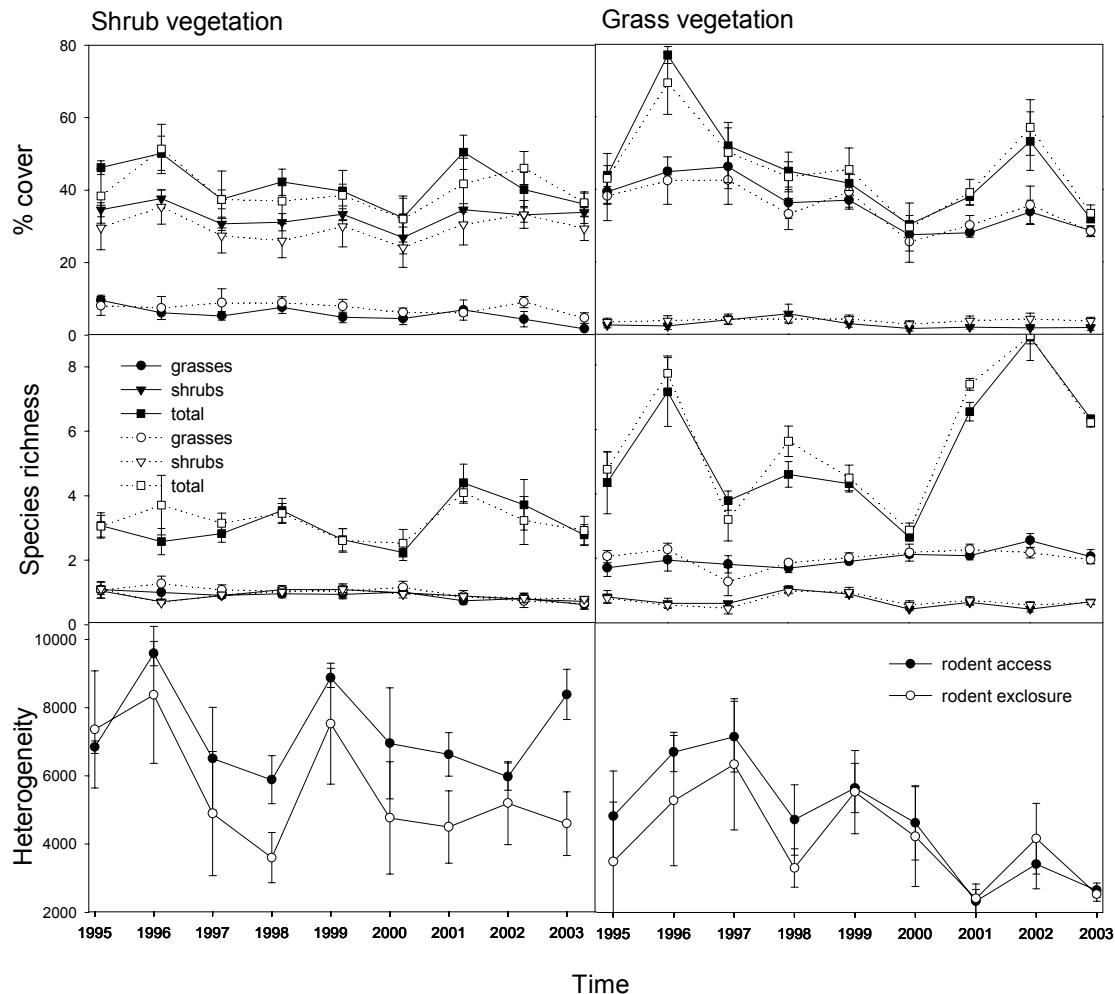 Shrub vegetation
Grass vegetation
% cover
80
60
40
20
0
Species richness
8
6
4
2
0
grasses
shrubs
total
grasses
shrubs
total
Heterogeneity
10000
8000
6000
4000
2000
rodent access
rodent exclosure
1995 1996 1997 1998 1999 2000 2001 2002 2003
1995 1996 1997 1998 1999 2000 2001 2002 2003
Time